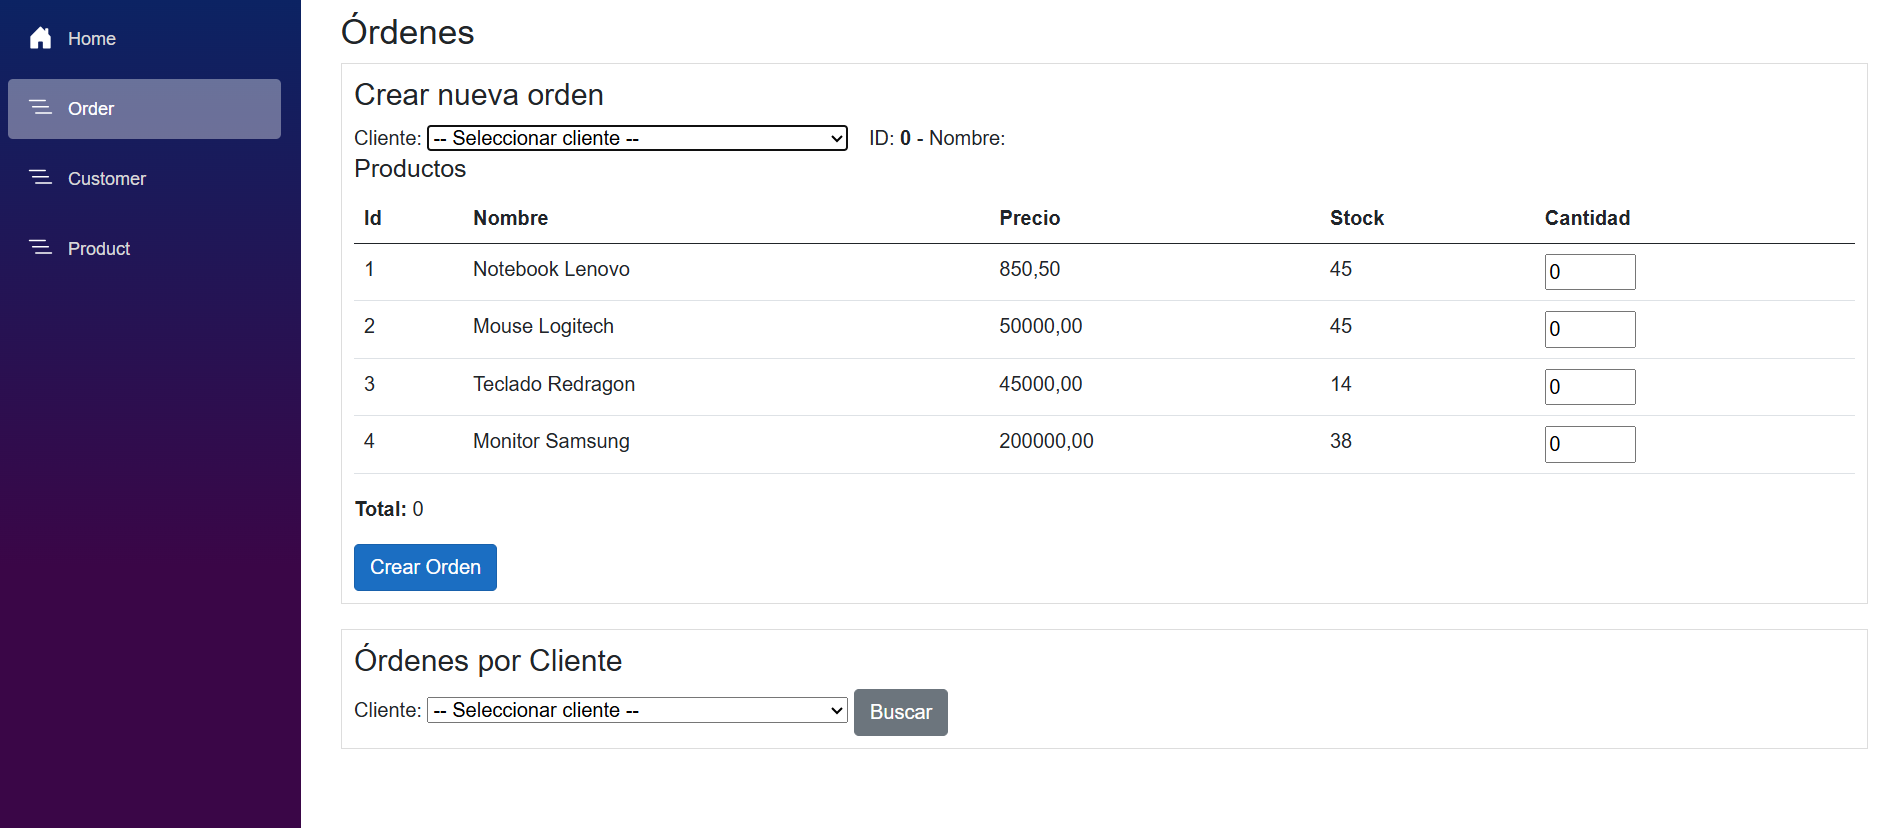 Home
Order
Customer
Product
Órdenes
Crear nueva orden
Cliente: -- Seleccionar cliente -- ID: 0 - Nombre:
Productos
Id Nombre Precio Stock Cantidad
1 Notebook Lenovo 850,50 45 0
2 Mouse Logitech 50000,00 45 0
3 Teclado Redragon 45000,00 14 0
4 Monitor Samsung 200000,00 38 0
Total: 0
Crear Orden
Órdenes por Cliente
Cliente: -- Seleccionar cliente -- Buscar